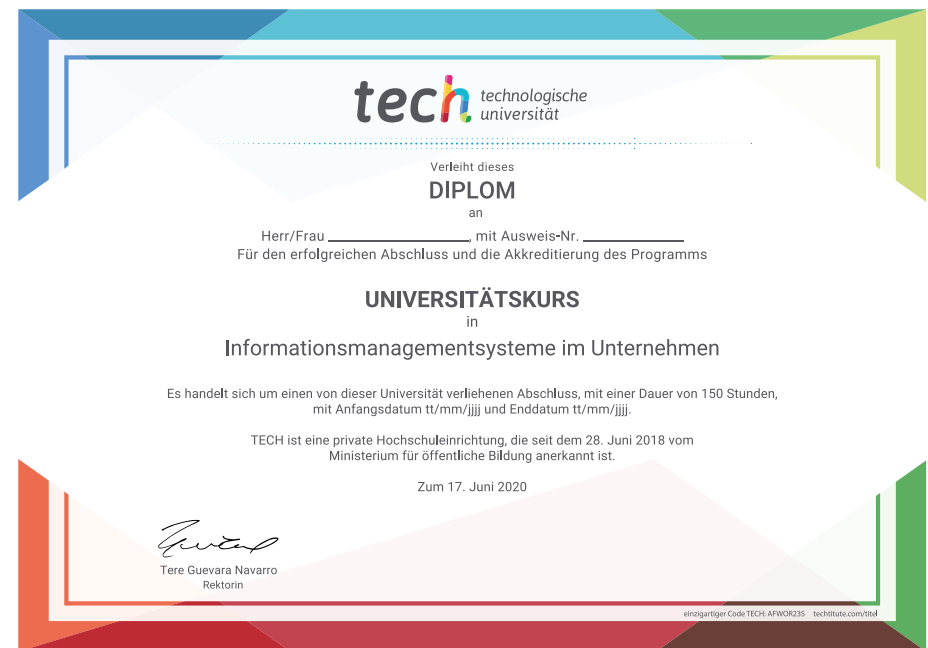 tech technologische
universität
Verleiht dieses
DIPLOM
an
Herr/Frau ____________________, mit Ausweis-Nr. ______________
Für den erfolgreichen Abschluss und die Akkreditierung des Programms
UNIVERSITÄTSKURS
in
Informationsmanagementsysteme im Unternehmen
Es handelt sich um einen von dieser Universität verliehenen Abschluss, mit einer Dauer von 150 Stunden,
mit Anfangsdatum tt/mm/jjjj und Enddatum tt/mm/jjjj.
TECH ist eine private Hochschuleinrichtung, die seit dem 28. Juni 2018 vom
Ministerium für öffentliche Bildung anerkannt ist.
Zum 17. Juni 2020
Tere Guevara Navarro
Rektorin
einzigartiger Code TECH: AFWOR23S techtitute.com/titel